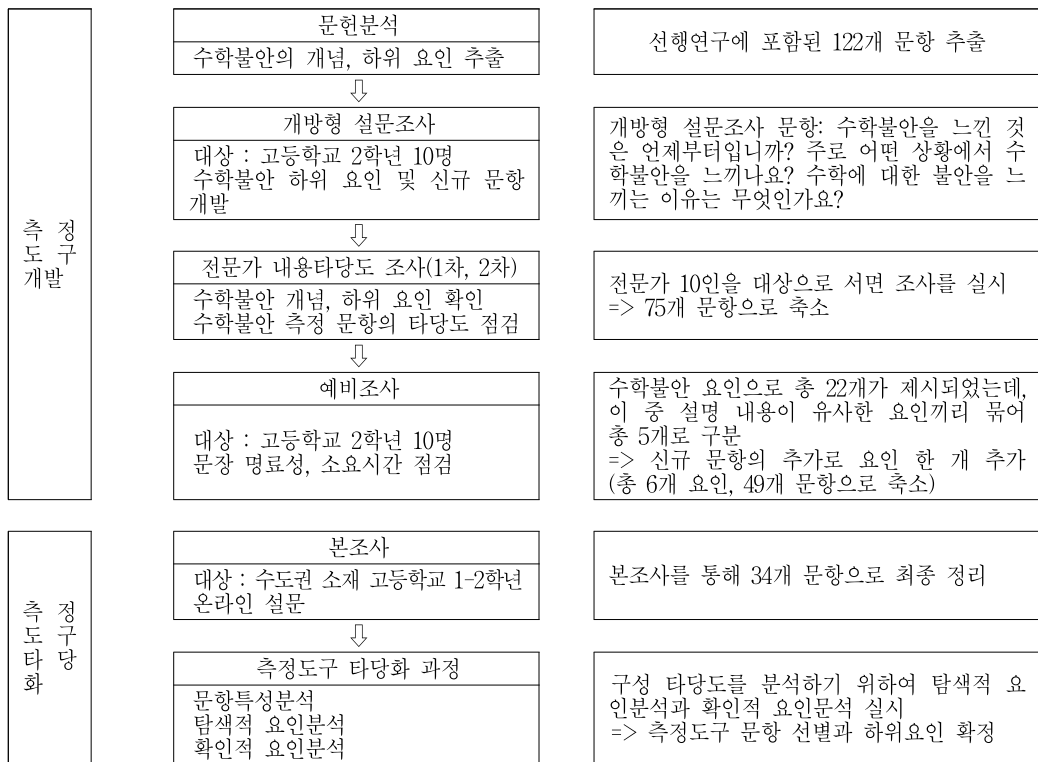 측 정
도 구
개발
문헌분석
수학불안의 개념, 하위 요인 추출
선행연구에 포함된 122개 문항 추출
개방형 설문조사
대상 : 고등학교 2학년 10명
수학불안 하위 요인 및 신규 문항
개발
개방형 설문조사 문항: 수학불안을 느낀 것
은 언제부터입니까? 주로 어떤 상황에서 수
학불안을 느끼나요? 수학에 대한 불안을 느
끼는 이유는 무엇인가요?
전문가 내용타당도 조사(1차, 2차)
수학불안 개념, 하위 요인 확인
수학불안 측정 문항의 타당도 점검
전문가 10인을 대상으로 서면 조사를 실시
=> 75개 문항으로 축소
예비조사
대상 : 고등학교 2학년 10명
문장 명료성, 소요시간 점검
수학불안 요인으로 총 22개가 제시되었는데,
이 중 설명 내용이 유사한 요인끼리 묶어
총 5개로 구분
=> 신규 문항의 추가로 요인 한 개 추가
(총 6개 요인, 49개 문항으로 축소)
측 정
도 구
타 당
화
본조사
대상 : 수도권 소재 고등학교 1-2학년
온라인 설문
본조사를 통해 34개 문항으로 최종 정리
측정도구 타당화 과정
문항특성분석
탐색적 요인분석
확인적 요인분석
구성 타당도를 분석하기 위하여 탐색적 요
인분석과 확인적 요인문석 실시
=> 측정도구 문항 선별과 하위요인 확정